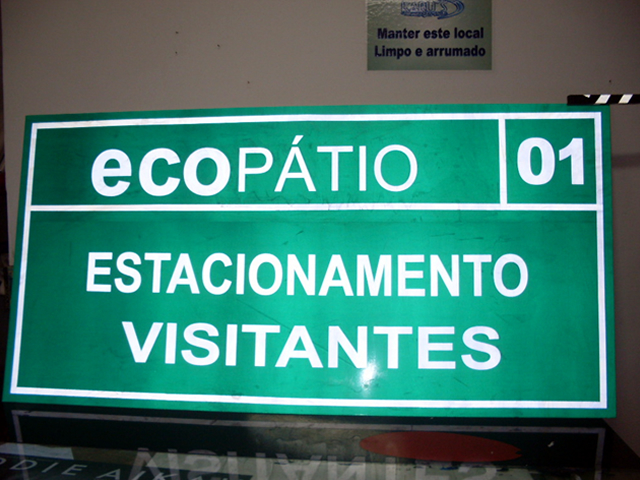 Manter este local
Limpo e arrumado
ecoPÁTIO
01
ESTACIONAMENTO
VISITANTES